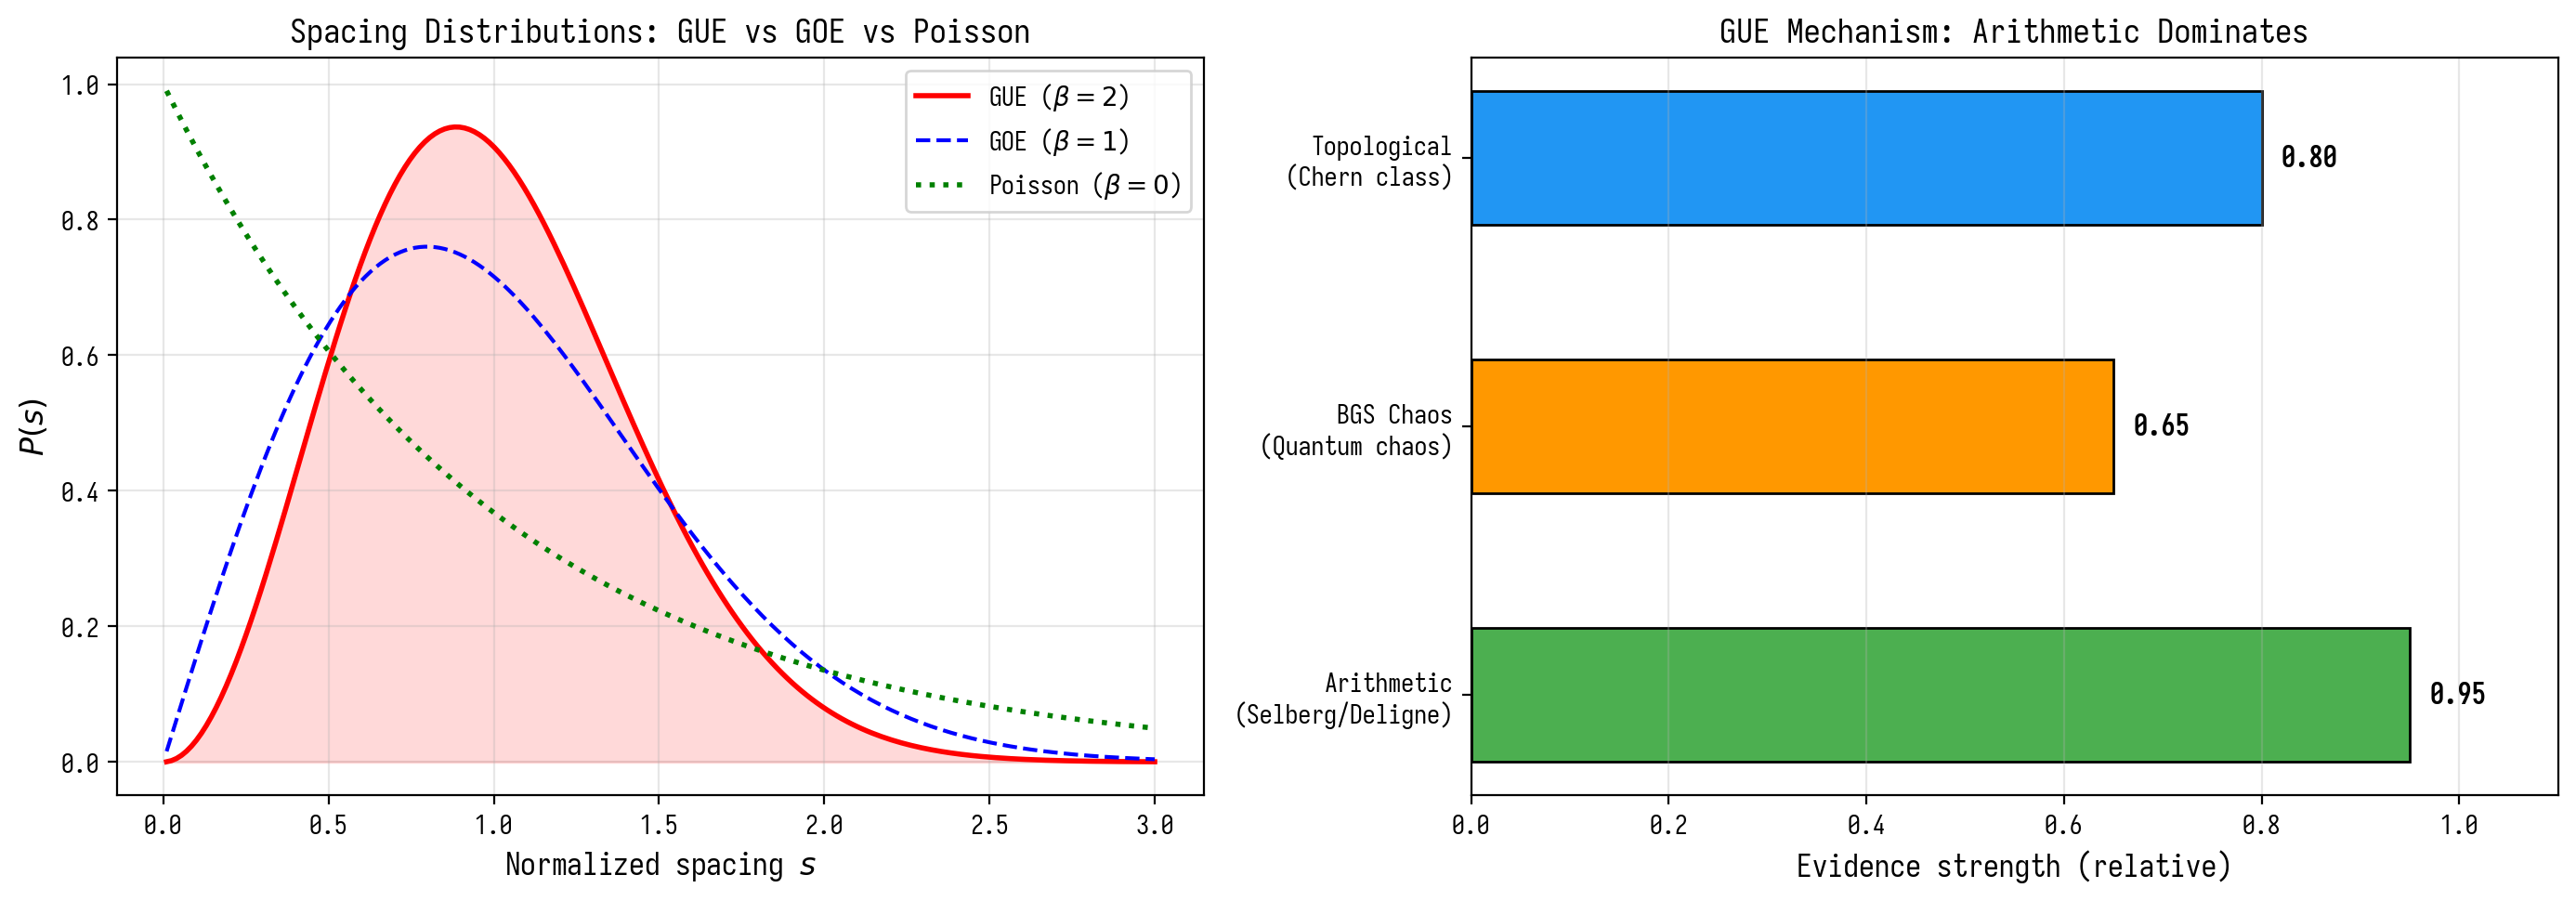 Spacing Distributions: GUE vs GOE vs Poisson
P(s)
1.0
0.8
0.6
0.4
0.2
0.0
0.0 0.5 1.0 1.5 2.0 2.5 3.0
Normalized spacing s
GUE (β = 2)
GOE (β = 1)
Poisson (β = 0)
GUE Mechanism: Arithmetic Dominates
Topological
(Chern class)
0.80
BGS Chaos
(Quantum chaos)
0.65
Arithmetic
(Selberg/Deligne)
0.95
0.0 0.2 0.4 0.6 0.8 1.0
Evidence strength (relative)